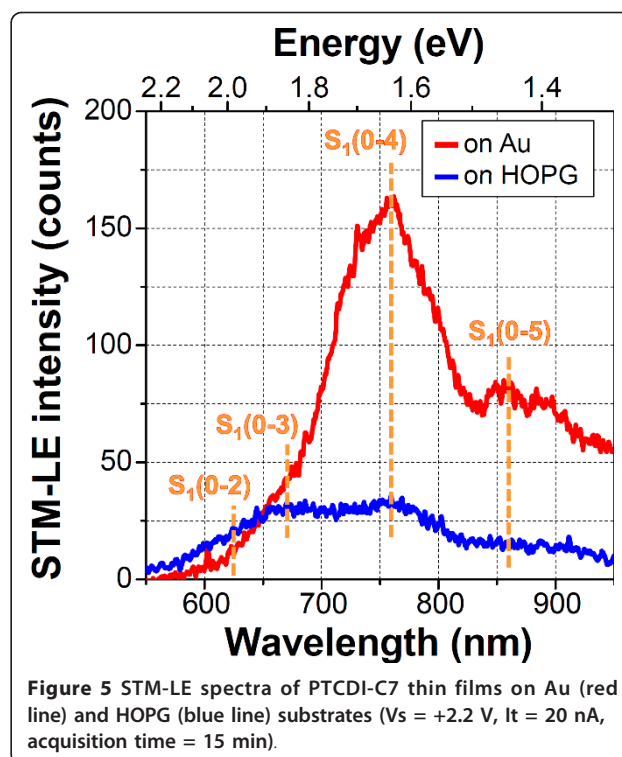 Energy (eV)
2.2 2.0 1.8 1.6 1.4
200
150
100
50
0
STM-LE intensity (counts)
S₁(0-4)
on Au
on HOPG
S₁(0-5)
S₁(0-3)
S₁(0-2)
600 700 800 900
Wavelength (nm)
Figure 5 STM-LE spectra of PTCDI-C7 thin films on Au (red
line) and HOPG (blue line) substrates (Vs = +2.2 V, It = 20 nA,
acquisition time = 15 min).